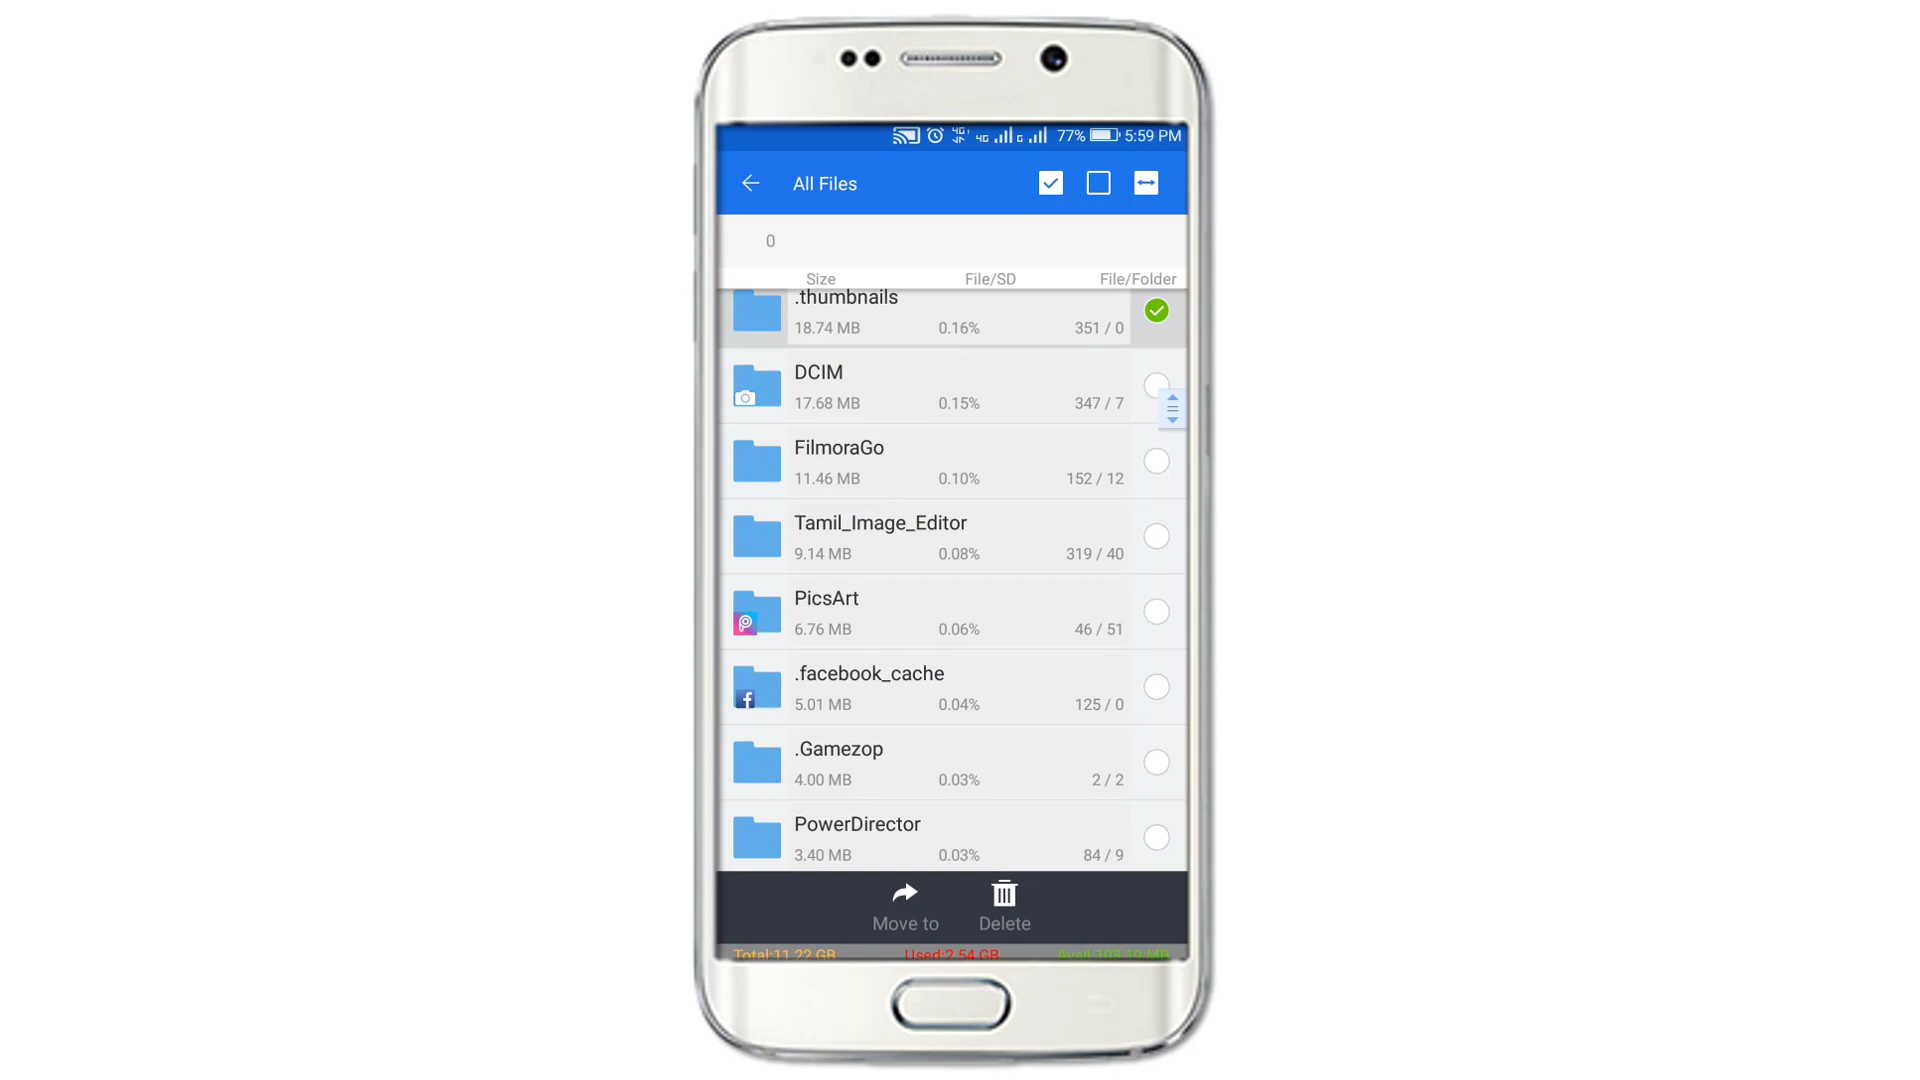 77% 5:59 PM
All Files
0
Size File/SD File/Folder
.thumbnails
18.74 MB 0.16% 351 / 0
DCIM
17.68 MB 0.15% 347 / 7
FilmoraGo
11.46 MB 0.10% 152 / 12
Tamil_Image_Editor
9.14 MB 0.08% 319 / 40
PicsArt
6.76 MB 0.06% 46 / 51
.facebook_cache
5.01 MB 0.04% 125 / 0
.Gamezop
4.00 MB 0.03% 2 / 2
PowerDirector
3.40 MB 0.03% 84 / 9
Move to Delete
Total:11.22 GB Used:2.54 GB Avail:103.19 MB